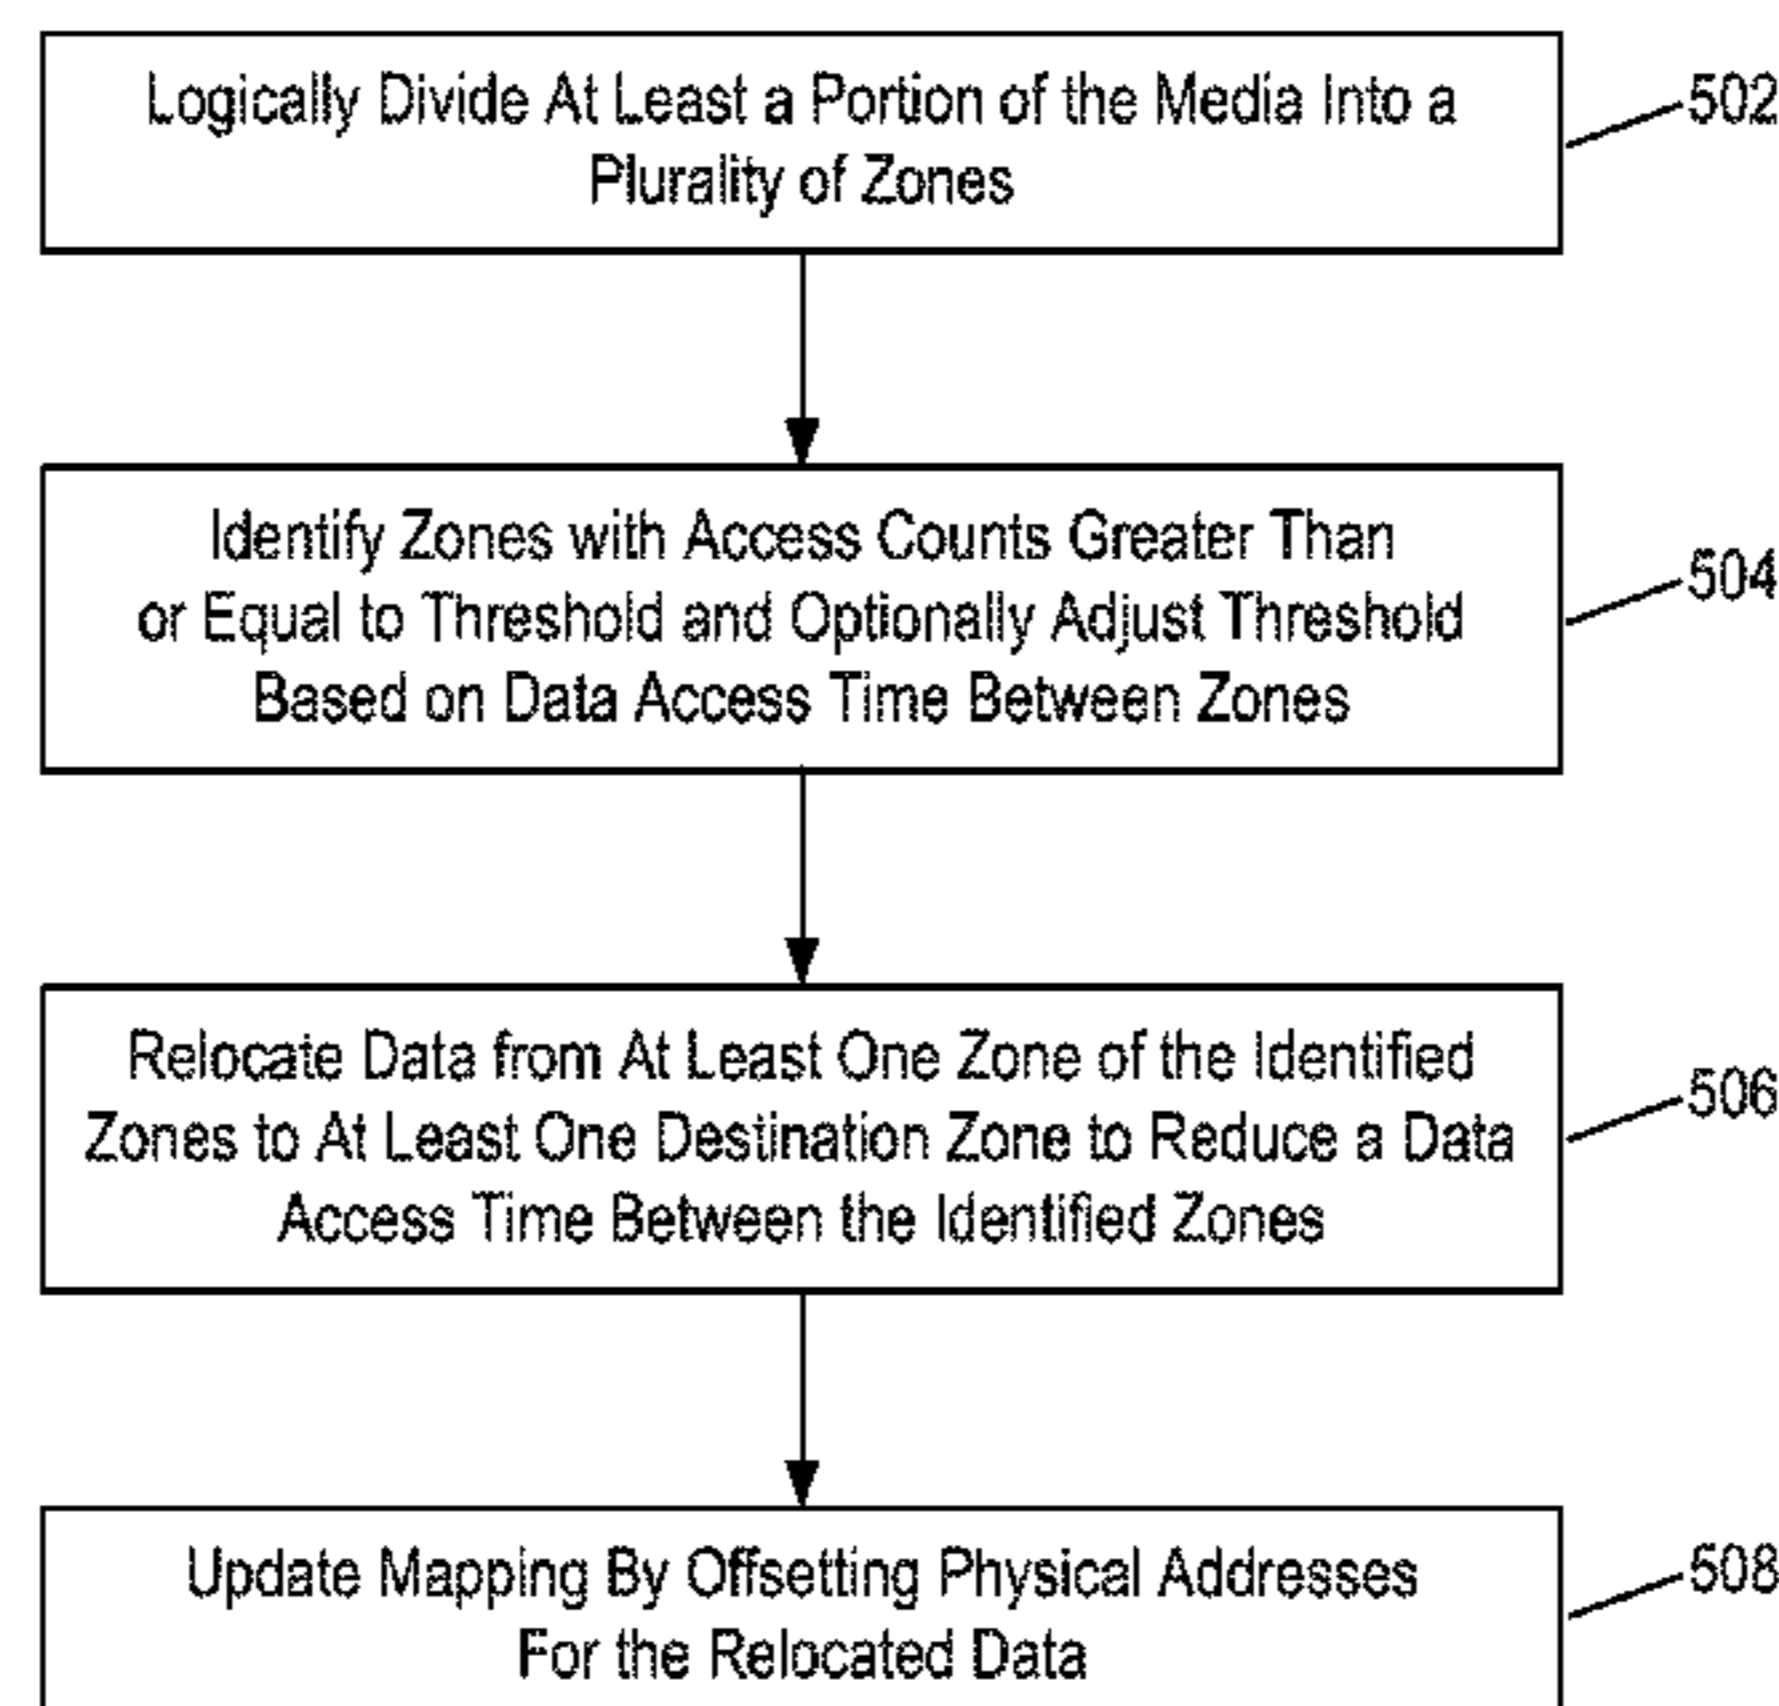 Logically Divide At Least a Portion of the Media Into a
Plurality of Zones
502
Identify Zones with Access Counts Greater Than
or Equal to Threshold and Optionally Adjust Threshold
Based on Data Access Time Between Zones
504
Relocate Data from At Least One Zone of the Identified
Zones to At Least One Destination Zone to Reduce a Data
Access Time Between the Identified Zones
506
Update Mapping By Offsetting Physical Addresses
For the Relocated Data
508